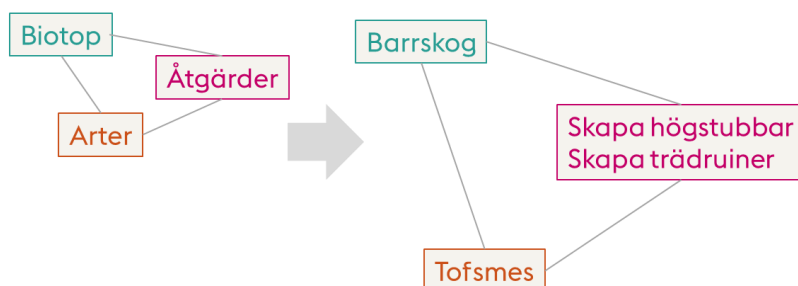 Biotop
Åtgärder
Arter
Barrskog
Skapa högstubbar
Skapa trädruiner
Tofsmes